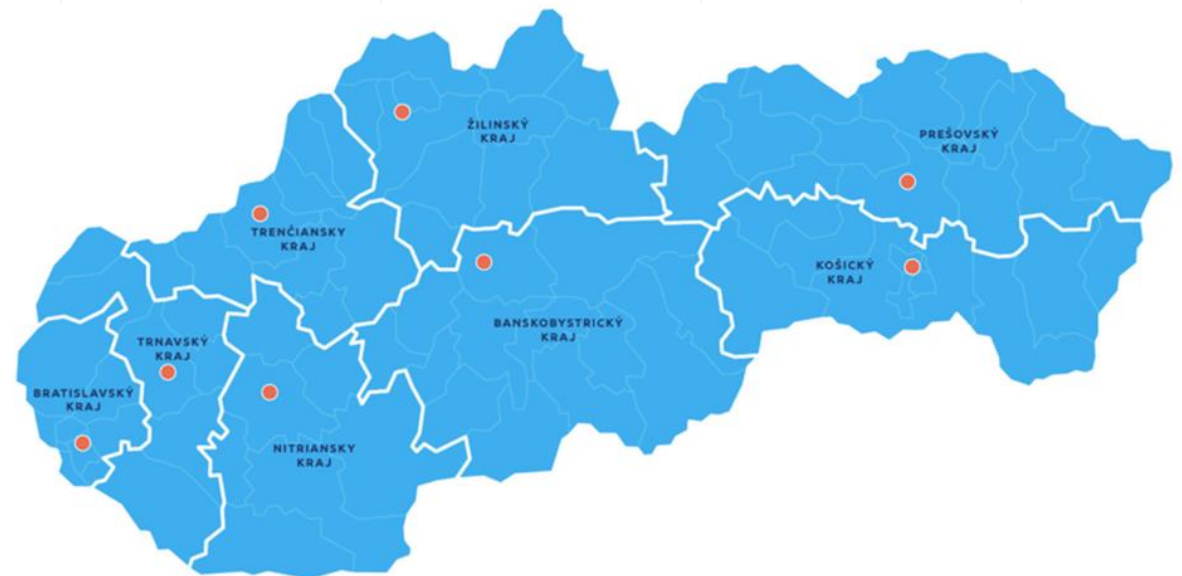 ŽILINSKÝ
KRAJ
PREŠOVSKÝ
KRAJ
TRENČIANSKY
KRAJ
KOŠICKÝ
KRAJ
BANSKOBYSTRICKÝ
KRAJ
TRNAVSKÝ
KRAJ
BRATISLAVSKÝ
KRAJ
NITRIANSKY
KRAJ